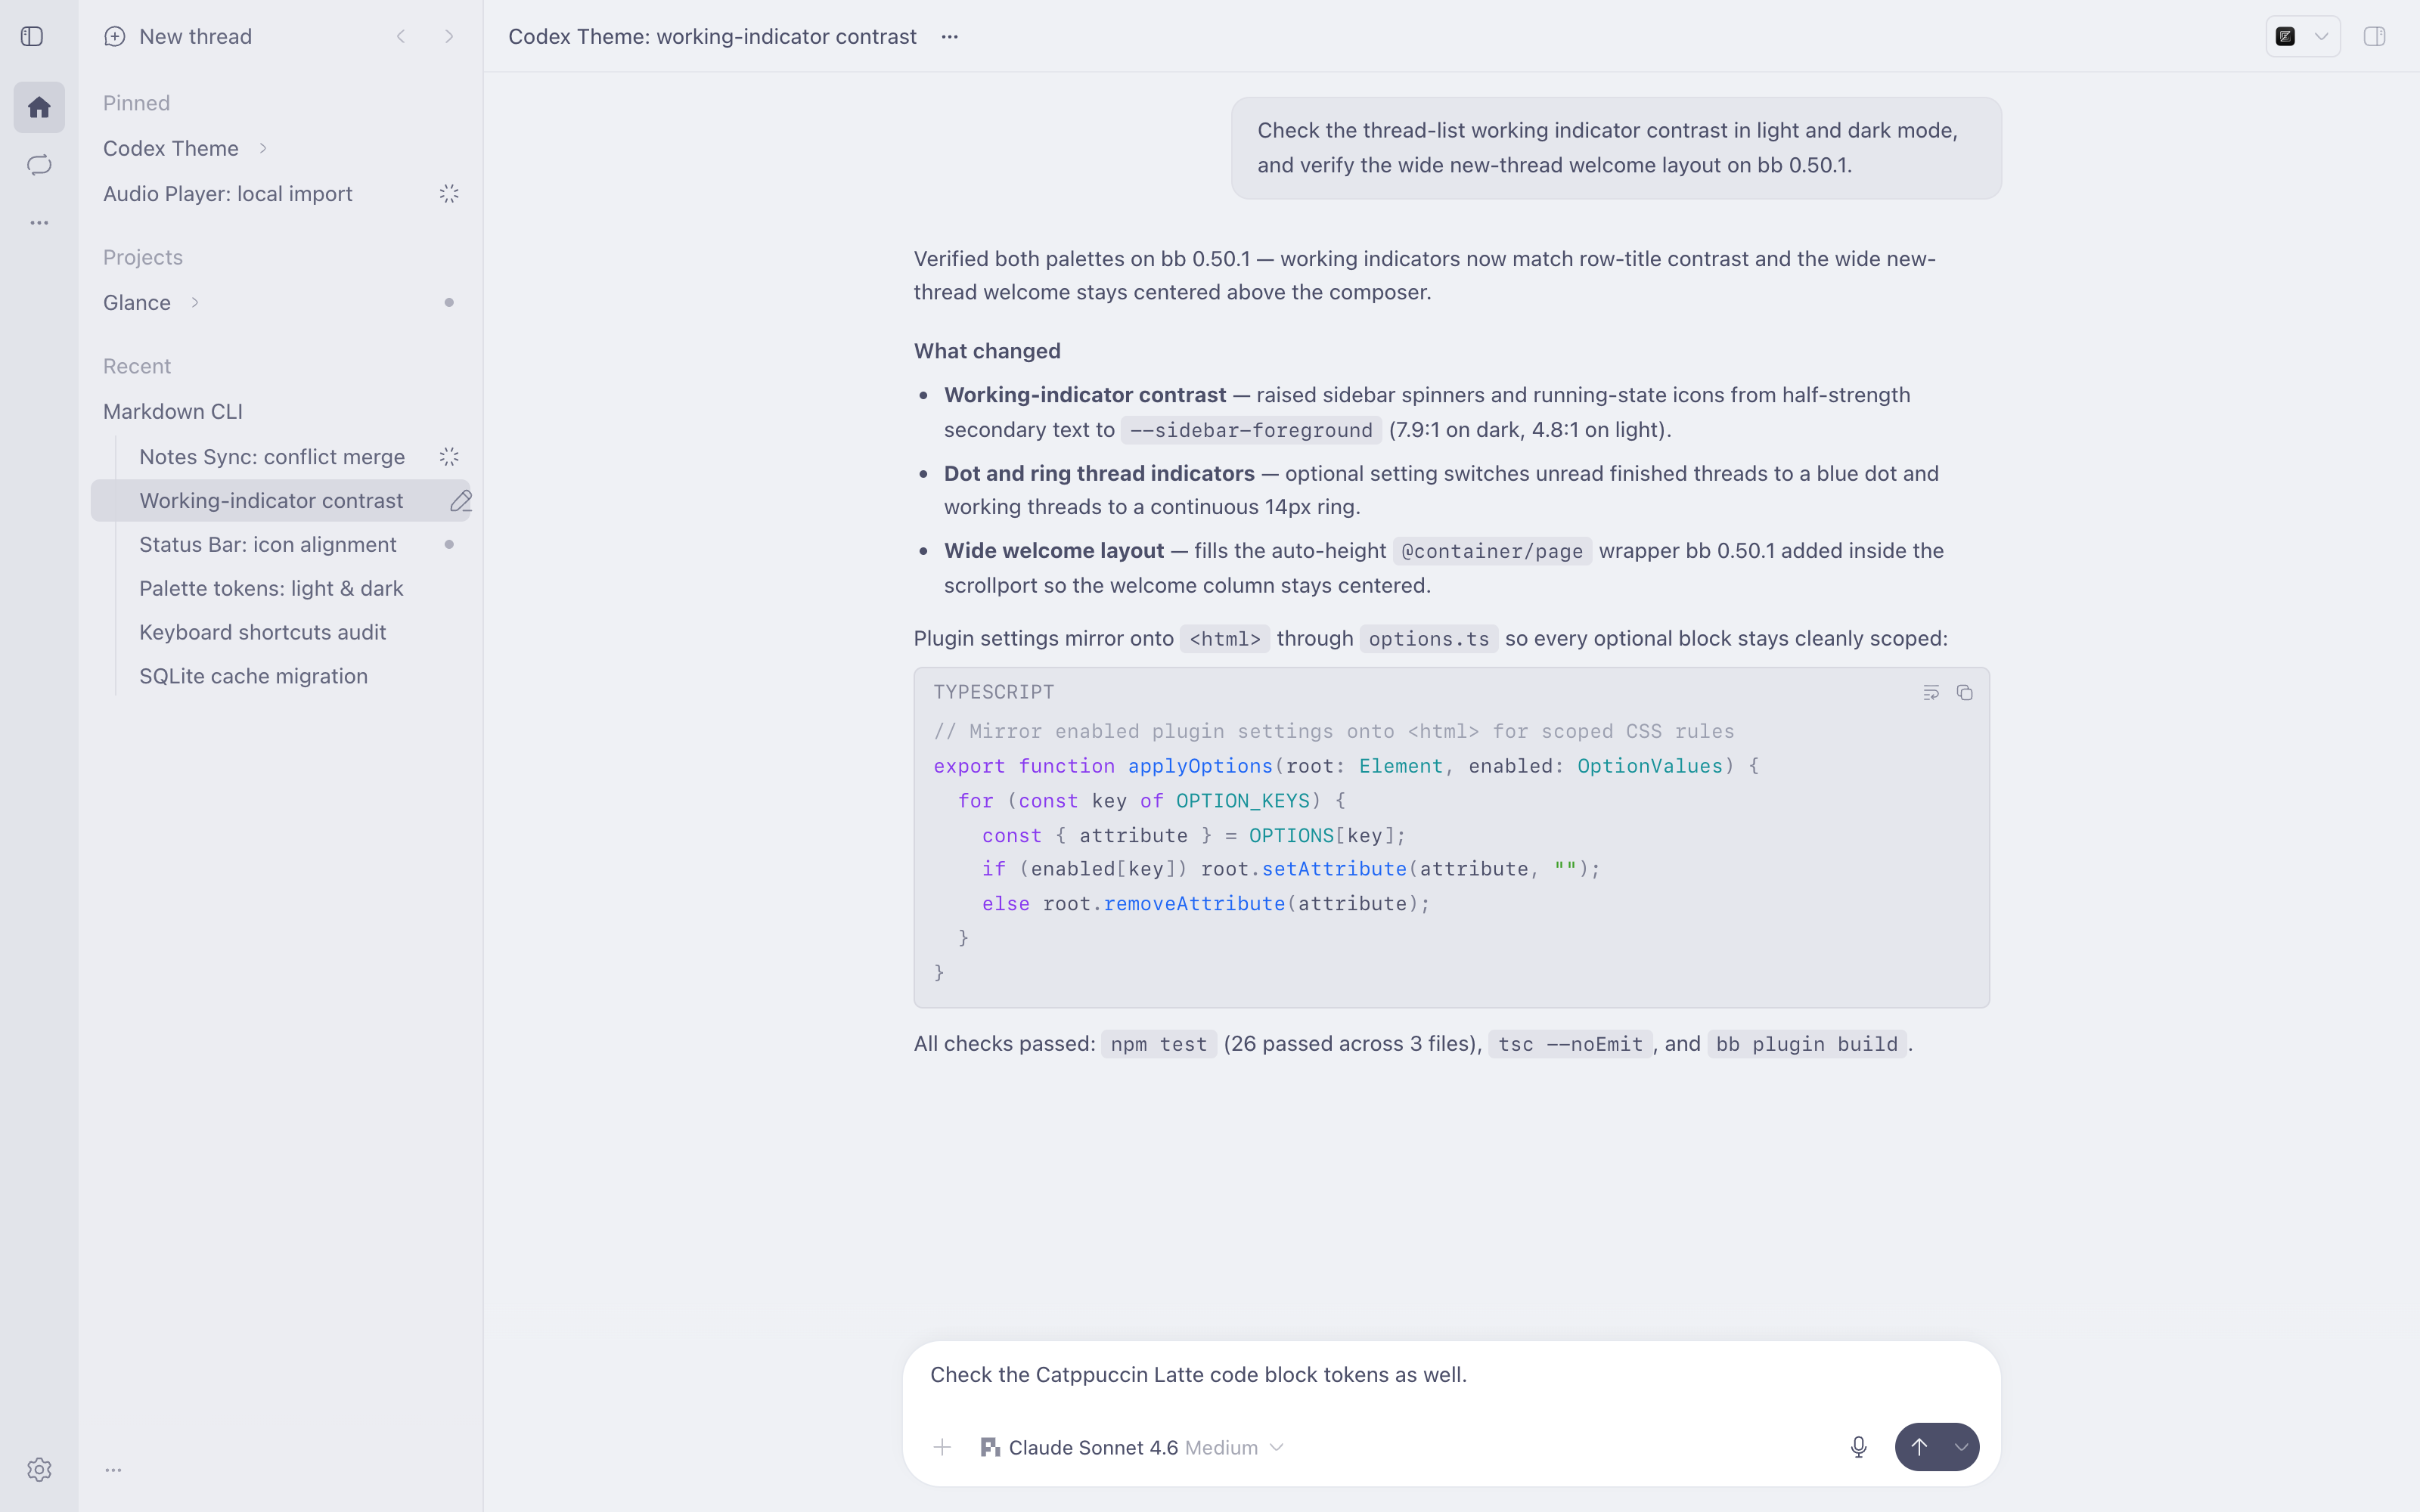 New thread
Pinned
Codex Theme
Audio Player: local import
Projects
Glance
Recent
Markdown CLI
Notes Sync: conflict merge
Working-indicator contrast
Status Bar: icon alignment
Palette tokens: light & dark
Keyboard shortcuts audit
SQLite cache migration
Codex Theme: working-indicator contrast
Check the thread-list working indicator contrast in light and dark mode,
and verify the wide new-thread welcome layout on bb 0.50.1.
Verified both palettes on bb 0.50.1 — working indicators now match row-title contrast and the wide new-
thread welcome stays centered above the composer.
What changed
• Working-indicator contrast — raised sidebar spinners and running-state icons from half-strength
secondary text to --sidebar-foreground (7.9:1 on dark, 4.8:1 on light).
• Dot and ring thread indicators — optional setting switches unread finished threads to a blue dot and
working threads to a continuous 14px ring.
• Wide welcome layout — fills the auto-height @container/page wrapper bb 0.50.1 added inside the
scrollport so the welcome column stays centered.
Plugin settings mirror onto <html> through options.ts so every optional block stays cleanly scoped:
TYPESCRIPT
// Mirror enabled plugin settings onto <html> for scoped CSS rules
export function applyOptions(root: Element, enabled: OptionValues) {
  for (const key of OPTION_KEYS) {
    const { attribute } = OPTIONS[key];
    if (enabled[key]) root.setAttribute(attribute, "");
    else root.removeAttribute(attribute);
  }
}
All checks passed: npm test (26 passed across 3 files), tsc --noEmit, and bb plugin build.
Check the Catppuccin Latte code block tokens as well.
Claude Sonnet 4.6 Medium